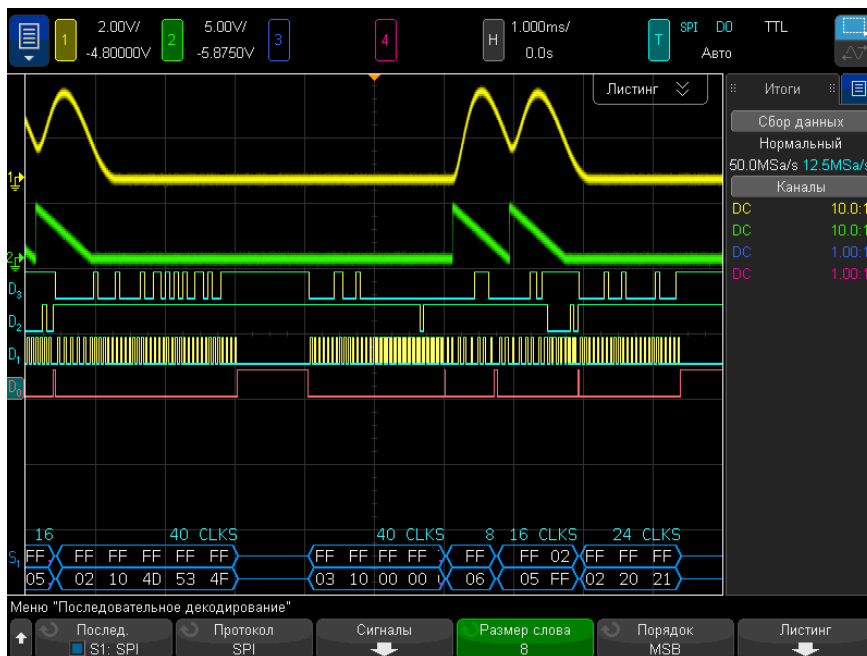 1 2.00V/ 2 5.00V/ 3 4 H 1.000ms/ T SPI D0 TTL
-4.80000V -5.8750V 0.0s Авто
Листинг
Итоги
Сбор данных
Нормальный
50.0MSa/s 12.5MSa/s
Каналы
DC 10.0:1
DC 10.0:1
DC 1.00:1
DC 1.00:1
1
2
D3
D2
D1
D0
16 40 CLKS 40 CLKS 8 16 CLKS 24 CLKS
S1 FF FF FF FF FF FF FF FF FF FF FF FF 02 FF FF FF
05 02 10 4D 53 4F 03 10 00 00 06 05 FF 02 20 21
Меню "Последовательное декодирование"
Послед. Протокол Сигналы Размер слова Порядок Листинг
S1: SPI SPI 8 MSB